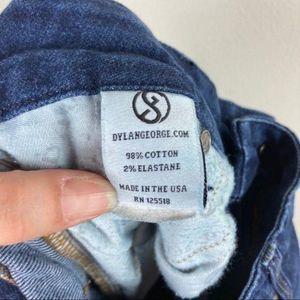 DYLANGEORGE.COM
98% COTTON
2% ELASTANE
MADE IN THE USA
RN 125518